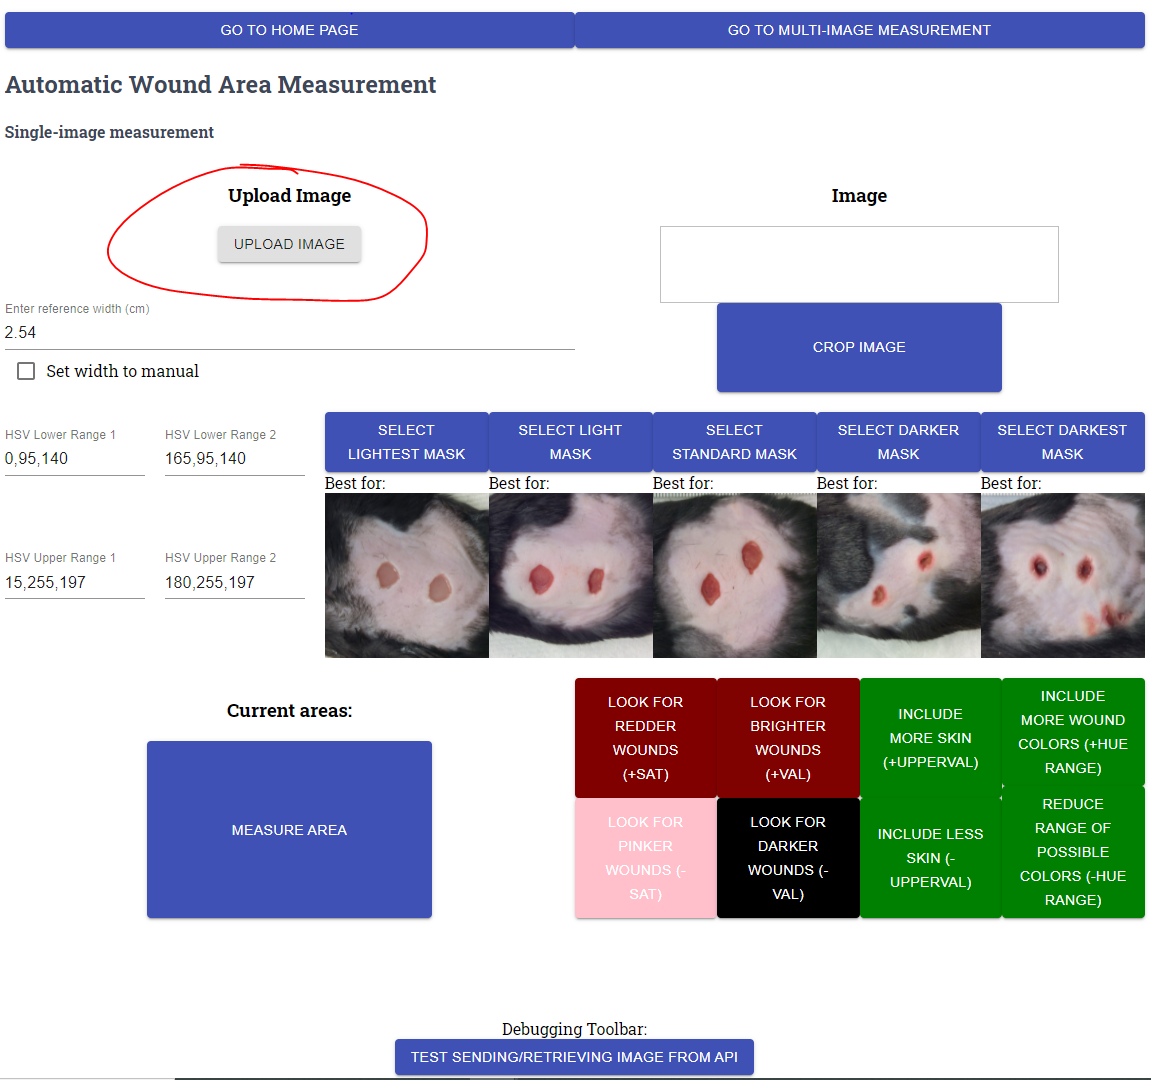 GO TO HOME PAGE
GO TO MULTI-IMAGE MEASUREMENT
Automatic Wound Area Measurement
Single-image measurement
Upload Image
UPLOAD IMAGE
Image
Enter reference width (cm)
2.54
Set width to manual
CROP IMAGE
HSV Lower Range 1
0,95,140
HSV Lower Range 2
165,95,140
HSV Upper Range 1
15,255,197
HSV Upper Range 2
180,255,197
SELECT
LIGHTEST MASK
SELECT LIGHT
MASK
SELECT
STANDARD MASK
SELECT DARKER
MASK
SELECT DARKEST
MASK
Best for:
Best for:
Best for:
Best for:
Best for:
Current areas:
MEASURE AREA
LOOK FOR
REDDER
WOUNDS
(+SAT)
LOOK FOR
BRIGHTER
WOUNDS
(+VAL)
INCLUDE
MORE SKIN
(+UPPERVAL)
INCLUDE
MORE WOUND
COLORS (+HUE
RANGE)
LOOK FOR
PINKER
WOUNDS (-
SAT)
LOOK FOR
DARKER
WOUNDS (-
VAL)
INCLUDE LESS
SKIN (-
UPPERVAL)
REDUCE
RANGE OF
POSSIBLE
COLORS (-HUE
RANGE)
Debugging Toolbar:
TEST SENDING/RETRIEVING IMAGE FROM API